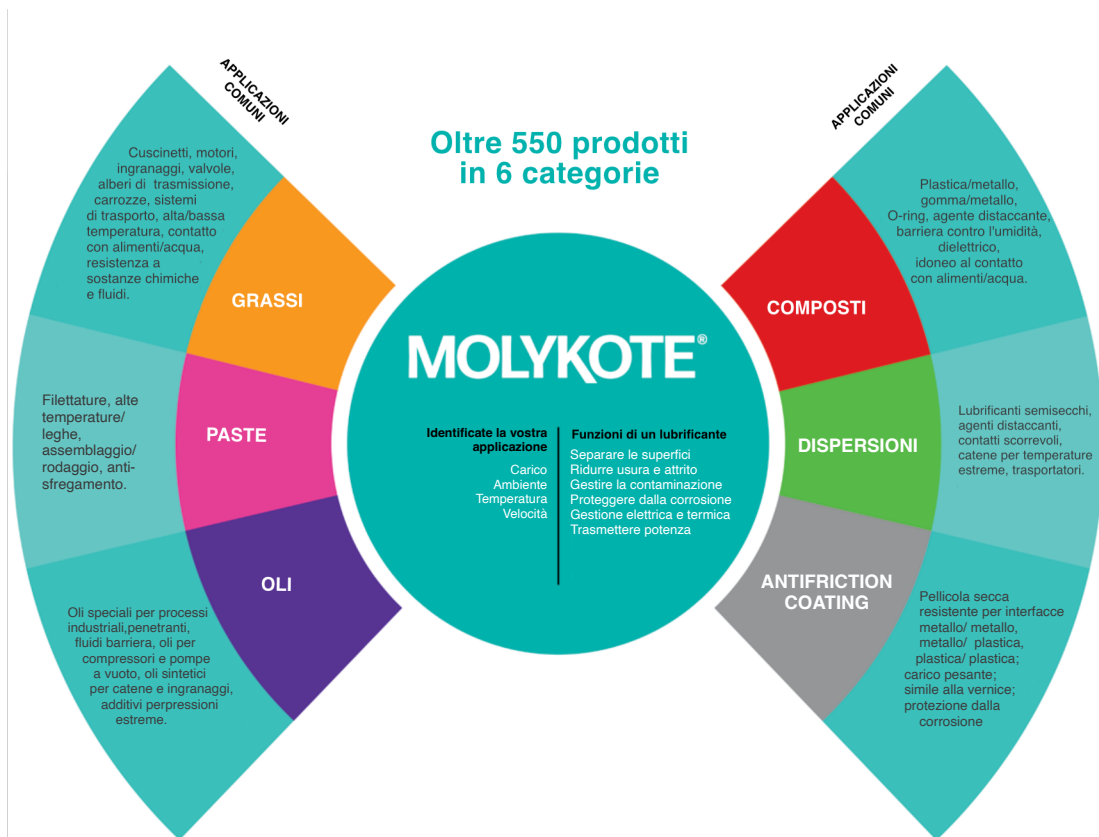 APPLICAZIONI
COMUNI
Oltre 550 prodotti
in 6 categorie
APPLICAZIONI
COMUNI
Cuscinetti, motori,
ingranaggi, valvole,
alberi di trasmissione,
carrozze, sistemi
di trasporto, alta/bassa
temperatura, contatto
con alimenti/acqua,
resistenza a
sostanze chimiche
e fluidi.
GRASSI
Filettature, alte
temperature/
leghe,
assemblaggio/
rodaggio, anti-
sfregamento.
PASTE
Oli speciali per processi
industriali,penetranti,
fluidi barriera, oli per
compressori e pompe
a vuoto, oli sintetici
per catene e ingranaggi,
additivi perpressioni
estreme.
OLI
MOLYKOTE®
Identificate la vostra
applicazione
Carico
Ambiente
Temperatura
Velocità
Funzioni di un lubrificante
Separare le superfici
Ridurre usura e attrito
Gestire la contaminazione
Proteggere dalla corrosione
Gestione elettrica e termica
Trasmettere potenza
COMPOSTI
Plastica/metallo,
gomma/metallo,
O-ring, agente distaccante,
barriera contro l'umidità,
dielettrico,
idoneo al contatto
con alimenti/acqua.
DISPERSIONI
Lubrificanti semisecchi,
agenti distaccanti,
contatti scorrevoli,
catene per temperature
estreme, trasportatori.
ANTIFRICTION
COATING
Pellicola secca
resistente per interfacce
metallo/ metallo,
metallo/ plastica,
plastica/ plastica;
carico pesante;
simile alla vernice;
protezione dalla
corrosione